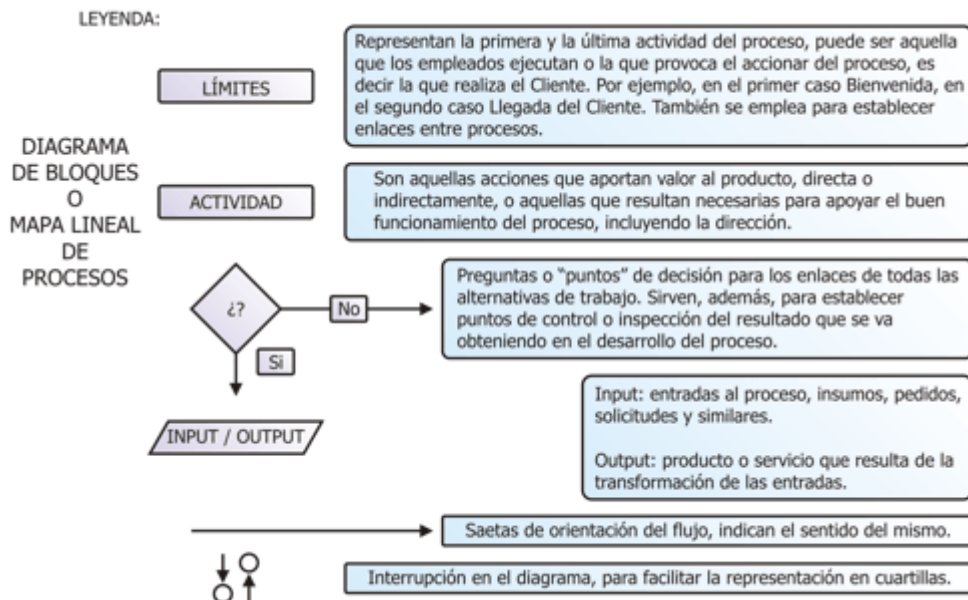 LEYENDA:
LÍMITES
Representan la primera y la última actividad del proceso, puede ser aquella
que los empleados ejecutan o la que provoca el accionar del proceso, es
decir la que realiza el Cliente. Por ejemplo, en el primer caso Bienvenida, en
el segundo caso Llegada del Cliente. También se emplea para establecer
enlaces entre procesos.
DIAGRAMA
DE BLOQUES
O
MAPA LINEAL
DE
PROCESOS
ACTIVIDAD
Son aquellas acciones que aportan valor al producto, directa o
indirectamente, o aquellas que resultan necesarias para apoyar el buen
funcionamiento del proceso, incluyendo la dirección.
¿?
No
Si
Preguntas o “puntos” de decisión para los enlaces de todas las
alternativas de trabajo. Sirven, además, para establecer
puntos de control o inspección del resultado que se va
obteniendo en el desarrollo del proceso.
INPUT / OUTPUT
Input: entradas al proceso, insumos, pedidos,
solicitudes y similares.
Output: producto o servicio que resulta de la
transformación de las entradas.
Saetas de orientación del flujo, indican el sentido del mismo.
Interrupción en el diagrama, para facilitar la representación en cuartillas.